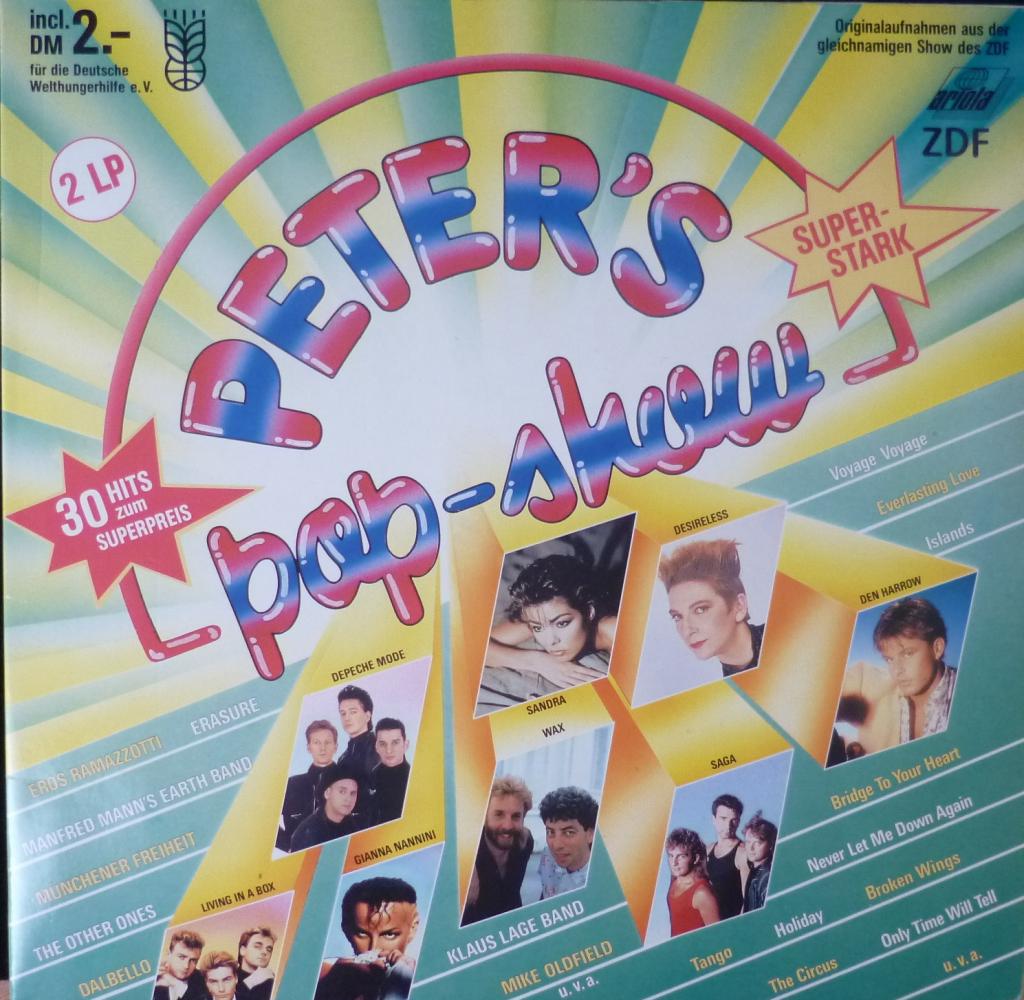 incl.
DM 2.-
für die Deutsche
Welthungerhilfe e.V.
Originalaufnahmen aus der
gleichnamigen Show des ZDF
ariola
ZDF
2 LP
PETER'S
pop-show
SUPER-
STARK
30 HITS
zum
SUPERPREIS
Voyage Voyage
Everlasting Love
Islands
DESIRELESS
DEN HARROW
DEPECHE MODE
SANDRA
WAX
SAGA
ERASURE
EROS RAMAZZOTTI
MANFRED MANN'S EARTH BAND
MÜNCHENER FREIHEIT
THE OTHER ONES
DALBELLO
GIANNA NANNINI
LIVING IN A BOX
KLAUS LAGE BAND
MIKE OLDFIELD
u.v.a.
Bridge To Your Heart
Never Let Me Down Again
Broken Wings
Holiday
Only Time Will Tell
Tango
The Circus
u.v.a.